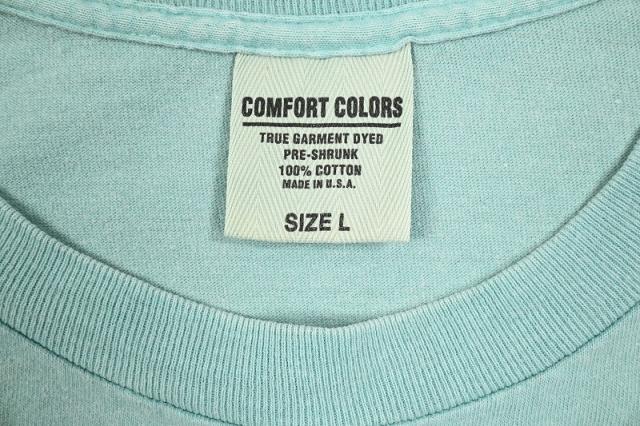 COMFORT COLORS
TRUE GARMENT DYED
PRE-SHRUNK
100% COTTON
MADE IN U.S.A.
SIZE L